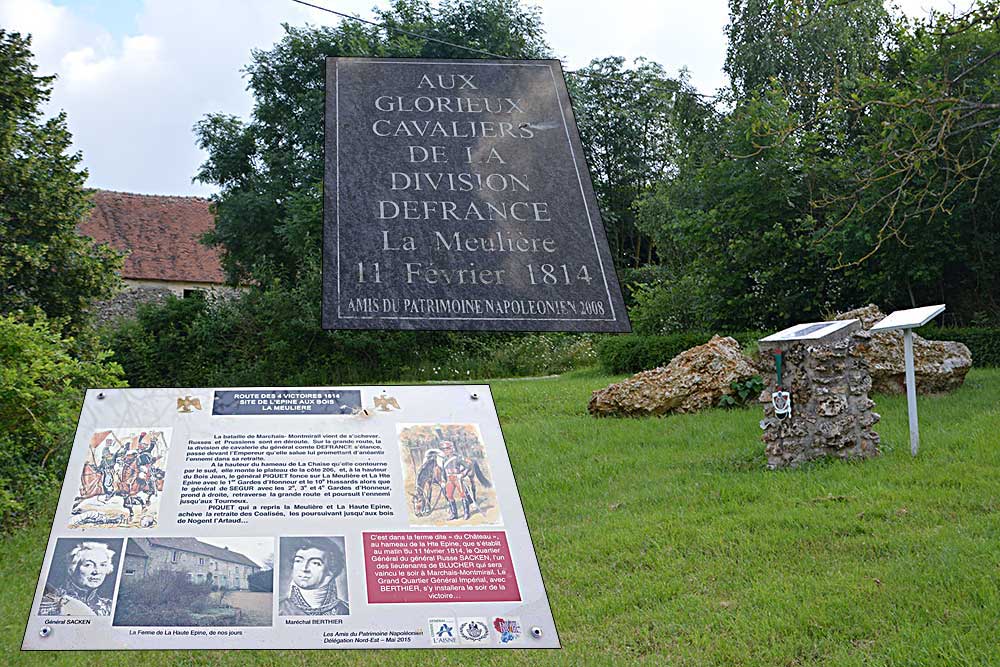 AUX
GLORIEUX
CAVALIERS
DE LA
DIVISION
DEFRANCE
La Meulière
11 Février 1814
AMIS DU PATRIMOINE NAPOLEONIEN 2008
ROUTE DES 4 VICTOIRES
SITE DE L'EPINE AUX BOIS
LA MEULIERE
La bataille de Marchais- Montmirail vient de s'achever.
Russes et Prussiens sont en déroute. Sur la grande route, la
la division de cavalerie du général comte DEFRANCE s'élance,
passe devant l'Empereur qu'elle salue lui promettant d'anéantir
l'ennemi dans sa retraite.
A la hauteur du hameau de La Chaise qu'elle contourne
par le sud, elle monte le plateau de la côte 206, et, à la hauteur
du Bois Jean, le général PIQUET fonce sur La Meulière et La Hte
Epine avec le 1er Gardes d'Honneur et le 10e Hussards alors que
le général de SEGUR avec les 2e, 3e et 4e Gardes d'Honneur,
prend à droite, retraverse la grande route et poursuit l'ennemi
jusqu'aux Tourneux.
PIQUET qui a repris la Meulière et La Haute Epine,
achève la retraite des Coalisés, les poursuivant jusqu'aux bois
de Nogent l'Artaud...
C'est dans la ferme dite « du Château »,
au hameau de la Hte Epine, que s'établit
au matin du 11 février 1814, le Quartier
Général du général Russe SACKEN, l'un
des lieutenants de BLUCHER qui sera
vaincu le soir à Marchais-Montmirail. Le
Grand Quartier Général Impérial, avec
BERTHIER, s'y installera le soir de la
victoire...
Général SACKEN
La Ferme de La Haute Epine, de nos jours
Maréchal BERTHIER
Les Amis du Patrimoine Napoléonien
Délégation Nord-Est – Mai 2015
L'AISNE